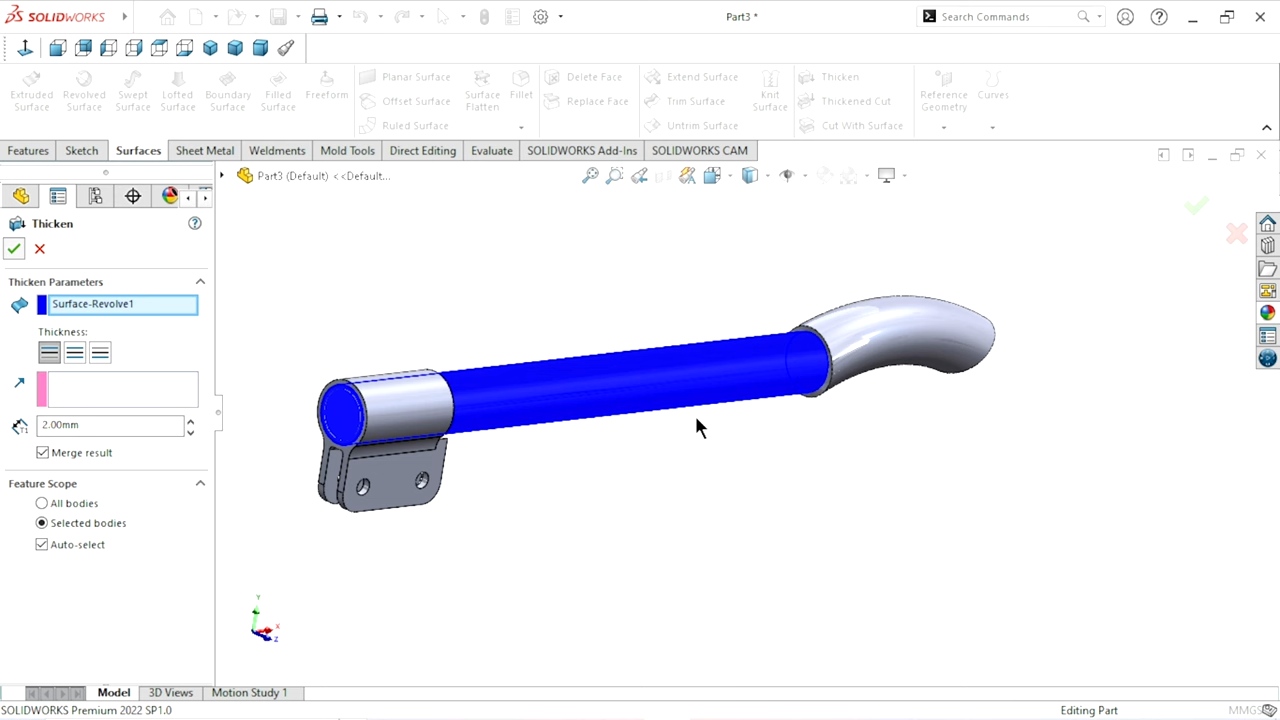 SOLIDWORKS
Part3 *
Search Commands
Extruded Surface
Revolved Surface
Swept Surface
Lofted Surface
Boundary Surface
Filled Surface
Freeform
Planar Surface
Offset Surface
Ruled Surface
Surface Flatten
Fillet
Delete Face
Replace Face
Extend Surface
Trim Surface
Untrim Surface
Knit Surface
Thicken
Thickened Cut
Cut With Surface
Reference Geometry
Curves
Features
Sketch
Surfaces
Sheet Metal
Weldments
Mold Tools
Direct Editing
Evaluate
SOLIDWORKS Add-Ins
SOLIDWORKS CAM
Part3 (Default) <<Default...
Thicken
Thicken Parameters
Surface-Revolve1
Thickness:
2.00mm
Merge result
Feature Scope
All bodies
Selected bodies
Auto-select
Y
X
Z
Model
3D Views
Motion Study 1
SOLIDWORKS Premium 2022 SP1.0
Editing Part
MMGS